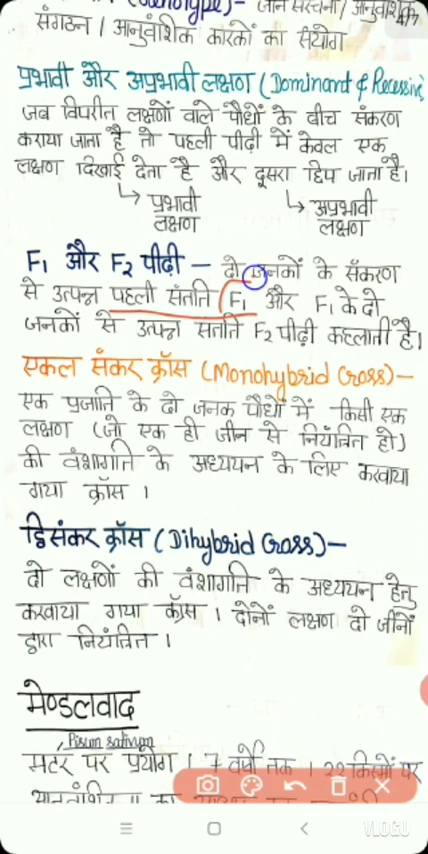 (Genotype) - जीन संरचना / आनुवंशिक
संगठन / आनुवंशिक कारकों का संयोग
प्रभावी और अप्रभावी लक्षण (Dominant & Recessive
जब विपरीत लक्षणों वाले पौधों के बीच संकरण
कराया जाता है तो पहली पीढ़ी में केवल एक
लक्षण दिखाई देता है और दूसरा छिप जाता है।
प्रभावी लक्षण
अप्रभावी लक्षण
F₁ और F₂ पीढ़ी - दो जनकों के संकरण
से उत्पन्न पहली संतति F₁ और F₁ के दो
जनकों से उत्पन्न संतति F₂ पीढ़ी कहलाती है।
एकल संकर क्रॉस (Monohybrid Cross) -
एक प्रजाति के दो जनक पौधों में किसी एक
लक्षण (जो एक ही जीन से नियंत्रित हो)
की वंशागति के अध्ययन के लिए करवाया
गया क्रॉस ।
द्विसंकर क्रॉस (Dihybrid Cross) -
दो लक्षणों की वंशागति के अध्ययन हेतु
करवाया गया क्रॉस । दोनों लक्षण दो जीनों
द्वारा नियंत्रित ।
मेण्डलवाद
Pisum sativum
मटर पर प्रयोग । 7 वर्षों तक । 22 किस्मों पर
VLOGU